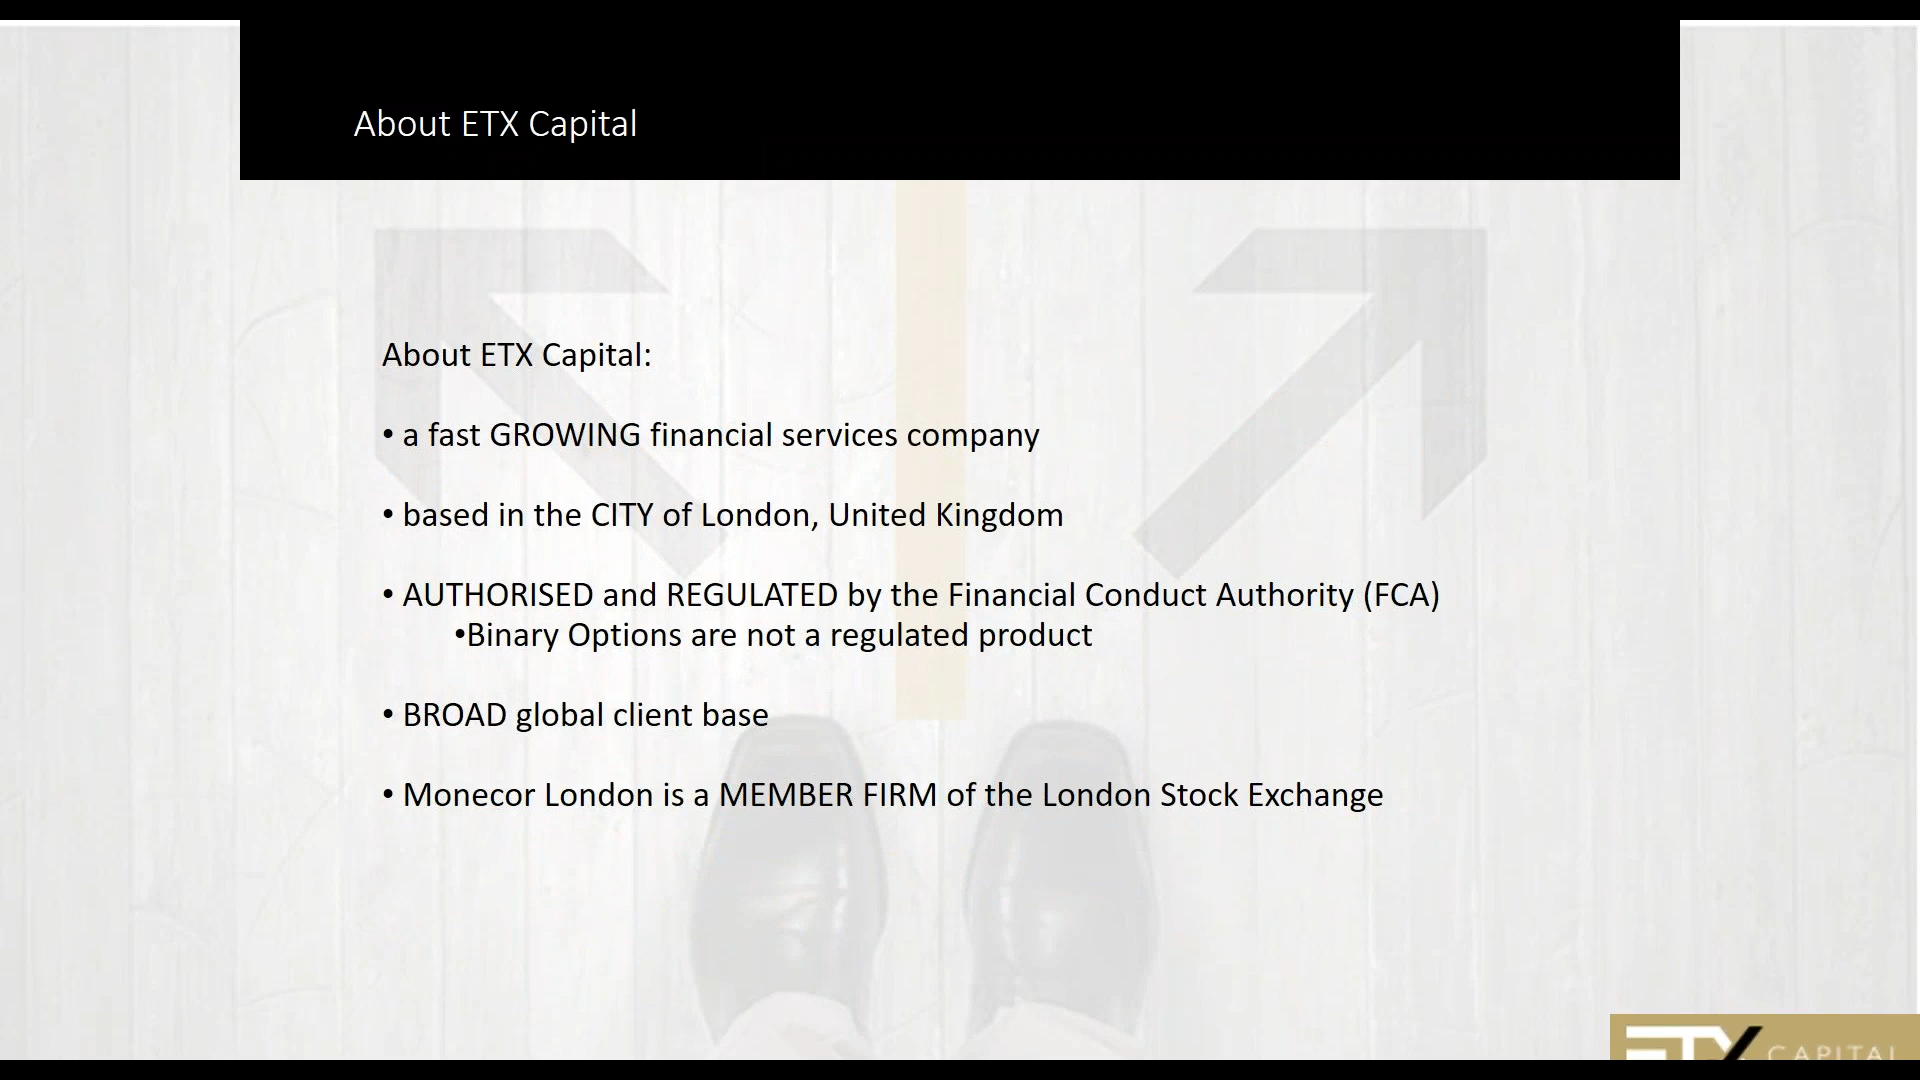 About ETX Capital
About ETX Capital:
• a fast GROWING financial services company
• based in the CITY of London, United Kingdom
• AUTHORISED and REGULATED by the Financial Conduct Authority (FCA)
•Binary Options are not a regulated product
• BROAD global client base
• Monecor London is a MEMBER FIRM of the London Stock Exchange
ETX CAPITAL